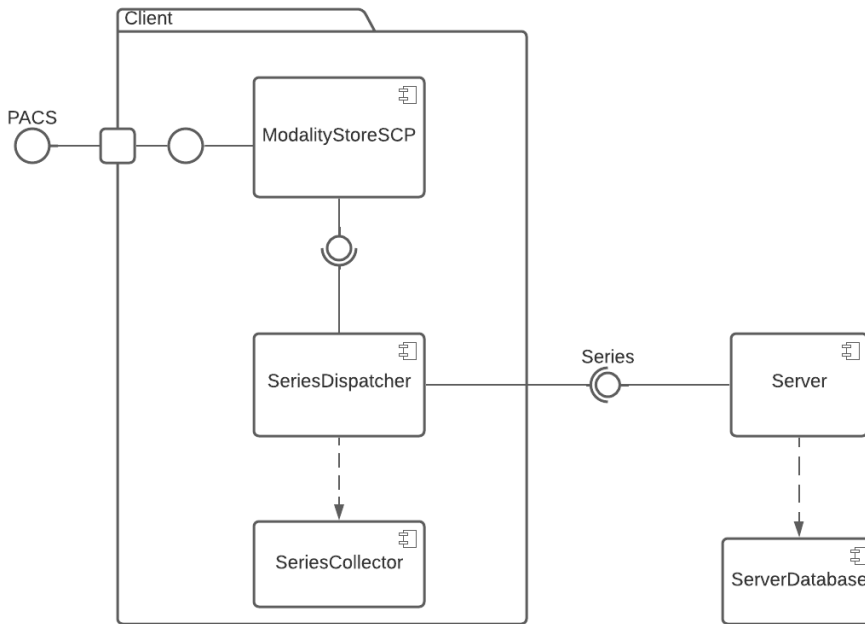 Client
PACS
ModalityStoreSCP
Series
SeriesDispatcher
Server
SeriesCollector
ServerDatabase